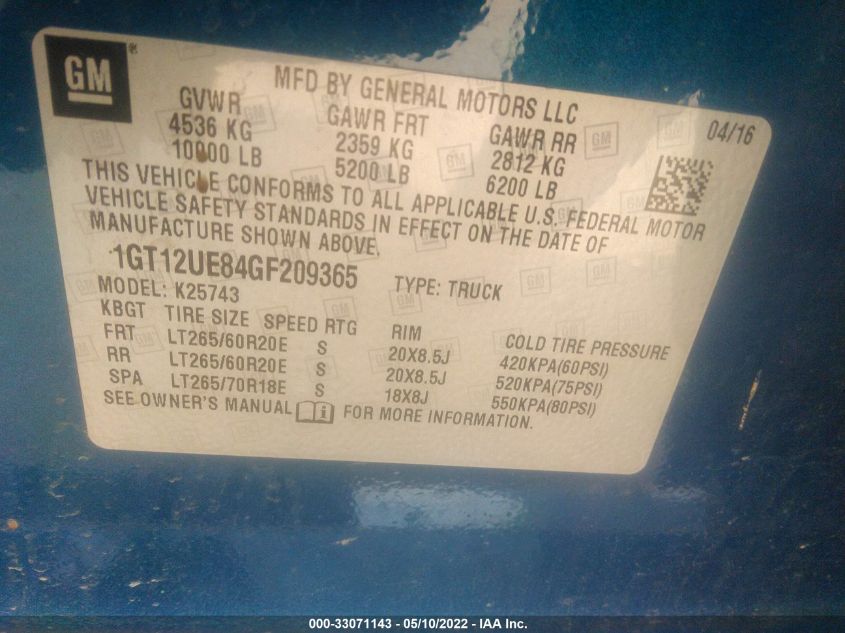 GM ®
MFD BY GENERAL MOTORS LLC
04/16
GVWR GAWR FRT GAWR RR
4536 KG 2359 KG 2812 KG
10000 LB 5200 LB 6200 LB
THIS VEHICLE CONFORMS TO ALL APPLICABLE U.S. FEDERAL MOTOR
VEHICLE SAFETY STANDARDS IN EFFECT ON THE DATE OF
MANUFACTURE SHOWN ABOVE.
1GT12UE84GF209365 TYPE: TRUCK
MODEL: K25743
KBGT TIRE SIZE SPEED RTG RIM COLD TIRE PRESSURE
FRT LT265/60R20E S 20X8.5J 420KPA(60PSI)
RR LT265/60R20E S 20X8.5J 520KPA(75PSI)
SPA LT265/70R18E S 18X8J 550KPA(80PSI)
SEE OWNER'S MANUAL FOR MORE INFORMATION.
000-33071143 - 05/10/2022 - IAA Inc.